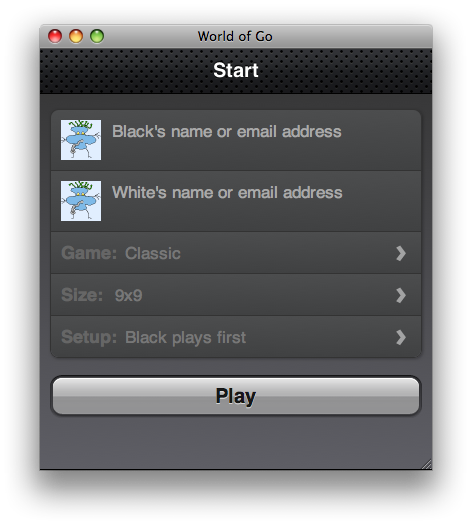 World of Go
Start
Black's name or email address
White's name or email address
Game: Classic
Size: 9x9
Setup: Black plays first
Play